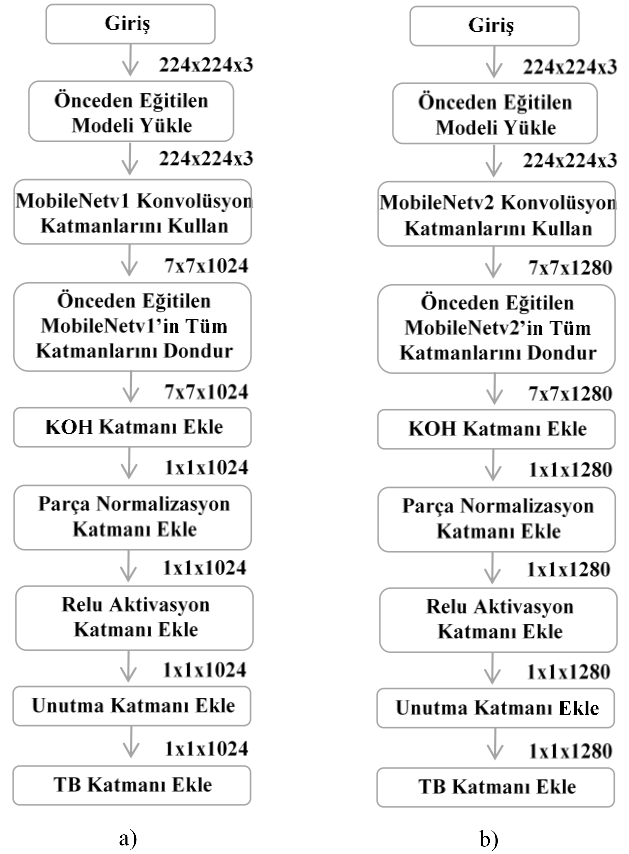 Giriş
224x224x3
Önceden Eğitilen
Modeli Yükle
224x224x3
MobileNetv1 Konvolüsyon
Katmanlarını Kullan
7x7x1024
Önceden Eğitilen
MobileNetv1’in Tüm
Katmanlarını Dondur
7x7x1024
KOH Katmanı Ekle
1x1x1024
Parça Normalizasyon
Katmanı Ekle
1x1x1024
Relu Aktivasyon
Katmanı Ekle
1x1x1024
Unutma Katmanı Ekle
1x1x1024
TB Katmanı Ekle
a)
Giriş
224x224x3
Önceden Eğitilen
Modeli Yükle
224x224x3
MobileNetv2 Konvolüsyon
Katmanlarını Kullan
7x7x1280
Önceden Eğitilen
MobileNetv2’in Tüm
Katmanlarını Dondur
7x7x1280
KOH Katmanı Ekle
1x1x1280
Parça Normalizasyon
Katmanı Ekle
1x1x1280
Relu Aktivasyon
Katmanı Ekle
1x1x1280
Unutma Katmanı Ekle
1x1x1280
TB Katmanı Ekle
b)